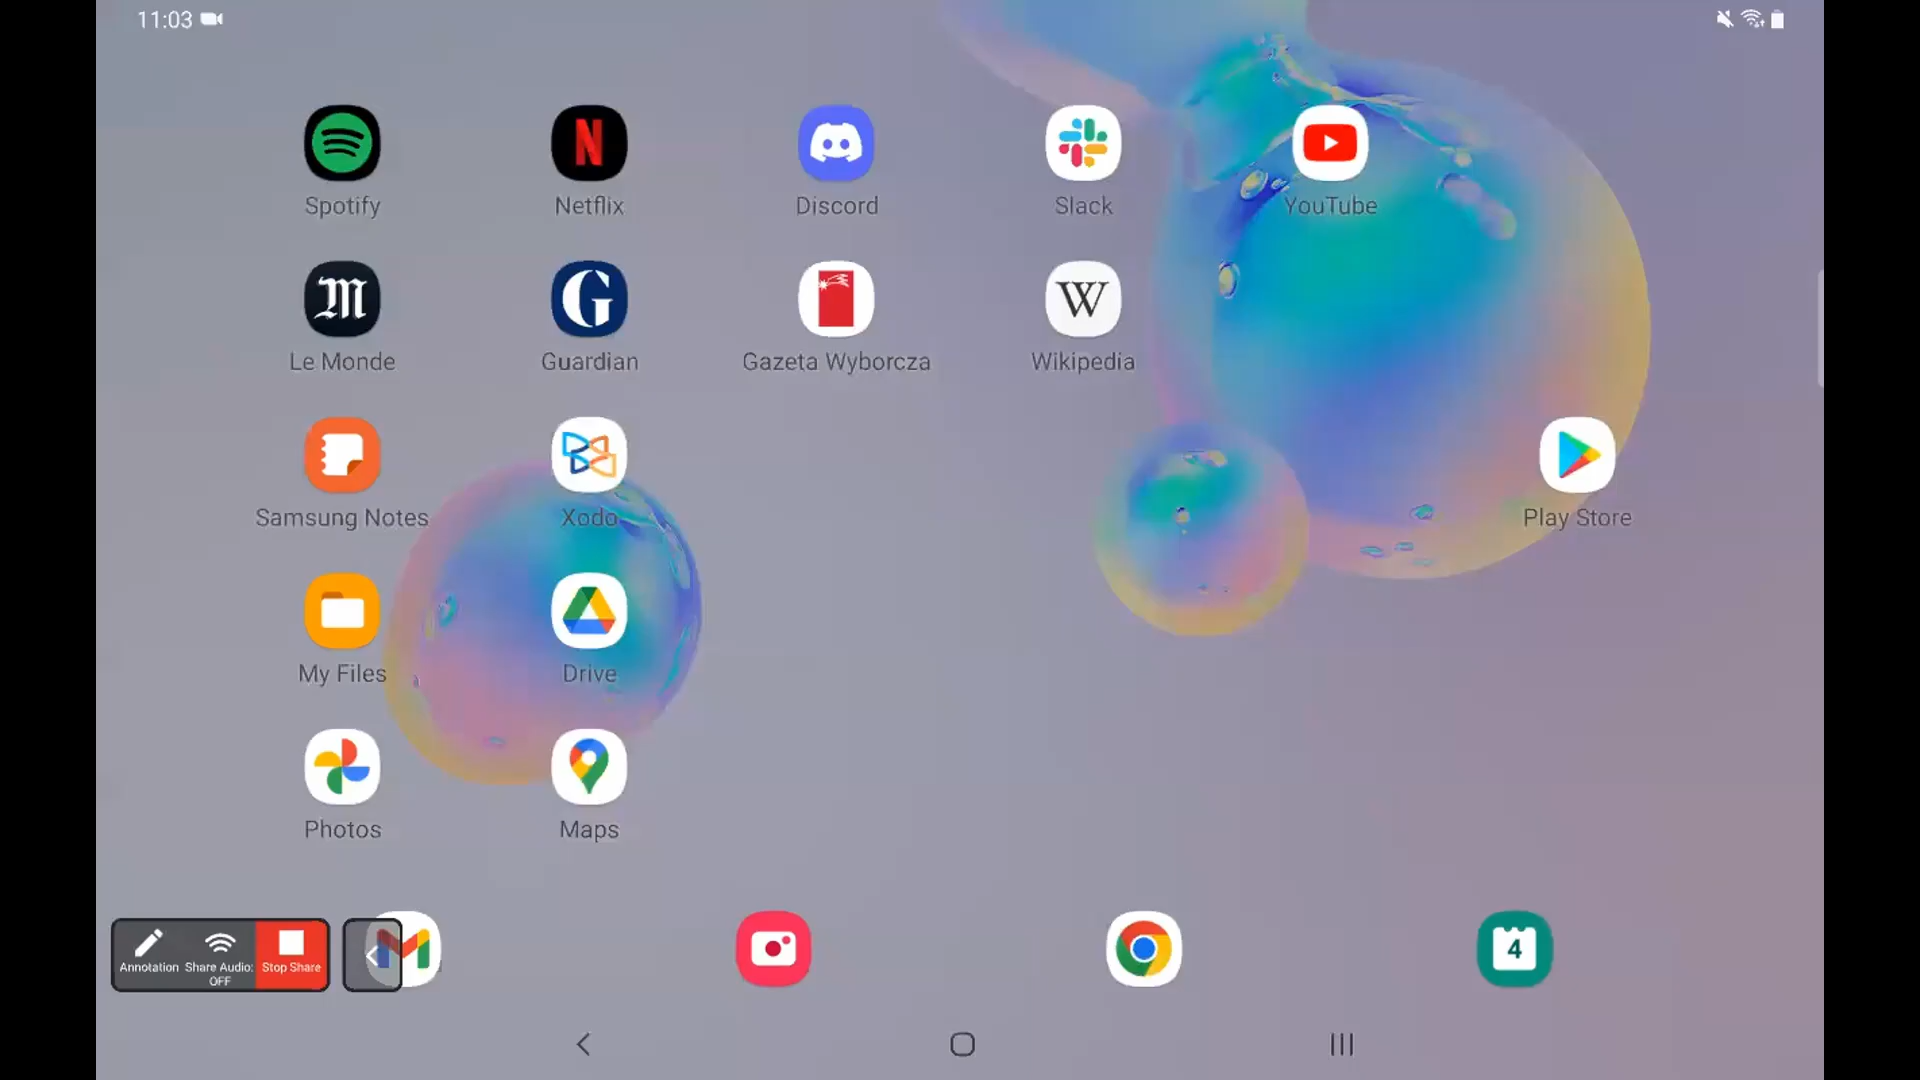 11:03
Spotify
N
Netflix
Discord
Slack
YouTube
M
Le Monde
G
Guardian
Gazeta Wyborcza
W
Wikipedia
Samsung Notes
Xodo
Play Store
My Files
Drive
Photos
Maps
Annotation
Share Audio: OFF
Stop Share
4